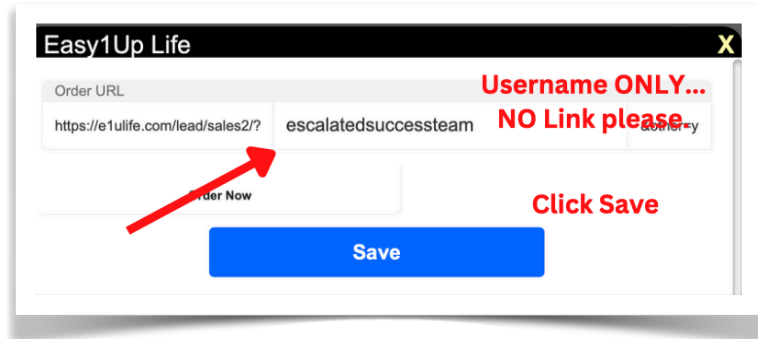 Easy1Up Life X
Order URL
Username ONLY...
https://e1ulife.com/lead/sales2/? escalatedsuccessteam
NO Link please.
Order Now
Click Save
Save